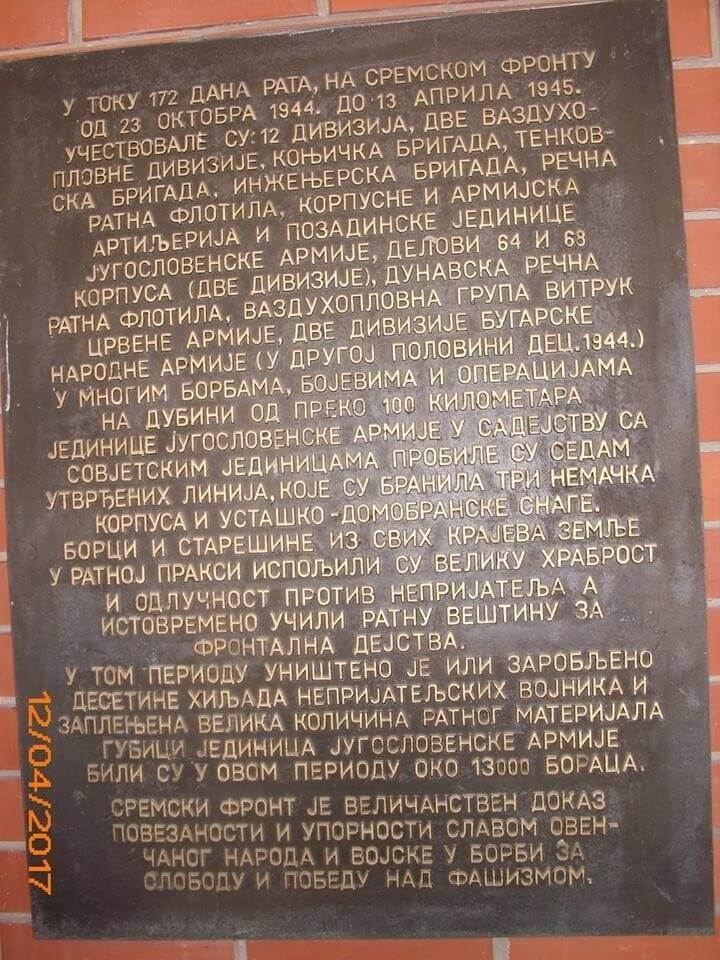 У ТОКУ 172 ДАНА РАТА, НА СРЕМСКОМ ФРОНТУ
ОД 23 ОКТОБРА 1944. ДО 13 АПРИЛА 1945.
УЧЕСТВОВАЛЕ СУ: 12 ДИВИЗИЈА, ДВЕ ВАЗДУХО-
ПЛОВНЕ ДИВИЗИЈЕ, КОЊИЧКА БРИГАДА, ТЕНКОВ-
СКА БРИГАДА, ИНЖЕЊЕРСКА БРИГАДА, РЕЧНА
РАТНА ФЛОТИЛА, КОРПУСНЕ И АРМИЈСКА
АРТИЉЕРИЈА И ПОЗАДИНСКЕ ЈЕДИНИЦЕ
ЈУГОСЛОВЕНСКЕ АРМИЈЕ, ДЕЛОВИ 64 И 68
КОРПУСА (ДВЕ ДИВИЗИЈЕ), ДУНАВСКА РЕЧНА
РАТНА ФЛОТИЛА, ВАЗДУХОПЛОВНА ГРУПА ВИТРУК
ЦРВЕНЕ АРМИЈЕ, ДВЕ ДИВИЗИЈЕ БУГАРСКЕ
НАРОДНЕ АРМИЈЕ (У ДРУГОЈ ПОЛОВИНИ ДЕЦ. 1944.)
У МНОГИМ БОРБАМА, БОЈЕВИМА И ОПЕРАЦИЈАМА
НА ДУБИНИ ОД ПРЕКО 100 КИЛОМЕТАРА
ЈЕДИНИЦЕ ЈУГОСЛОВЕНСКЕ АРМИЈЕ У САДЕЈСТВУ СА
СОВЈЕТСКИМ ЈЕДИНИЦАМА ПРОБИЛЕ СУ СЕДАМ
УТВРЂЕНИХ ЛИНИЈА, КОЈЕ СУ БРАНИЛА ТРИ НЕМАЧКА
КОРПУСА И УСТАШКО-ДОМОБРАНСКЕ СНАГЕ.
БОРЦИ И СТАРЕШИНЕ ИЗ СВИХ КРАЈЕВА ЗЕМЉЕ
У РАТНОЈ ПРАКСИ ИСПОЉИЛИ СУ ВЕЛИКУ ХРАБРОСТ
И ОДЛУЧНОСТ ПРОТИВ НЕПРИЈАТЕЉА А
ИСТОВРЕМЕНО УЧИЛИ РАТНУ ВЕШТИНУ ЗА
ФРОНТАЛНА ДЕЈСТВА.
У ТОМ ПЕРИОДУ УНИШТЕНО ЈЕ ИЛИ ЗАРОБЉЕНО
ДЕСЕТИНЕ ХИЉАДА НЕПРИЈАТЕЉСКИХ ВОЈНИКА И
ЗАПЛЕЊЕНА ВЕЛИКА КОЛИЧИНА РАТНОГ МАТЕРИЈАЛА
ГУБИЦИ ЈЕДИНИЦА ЈУГОСЛОВЕНСКЕ АРМИЈЕ
БИЛИ СУ У ОВОМ ПЕРИОДУ ОКО 13000 БОРАЦА.
СРЕМСКИ ФРОНТ ЈЕ ВЕЛИЧАНСТВЕН ДОКАЗ
ПОВЕЗАНОСТИ И УПОРНОСТИ СЛАВОМ ОВЕН-
ЧАНОГ НАРОДА И ВОЈСКЕ У БОРБИ ЗА
СЛОБОДУ И ПОБЕДУ НАД ФАШИЗМОМ.
12/04/2017